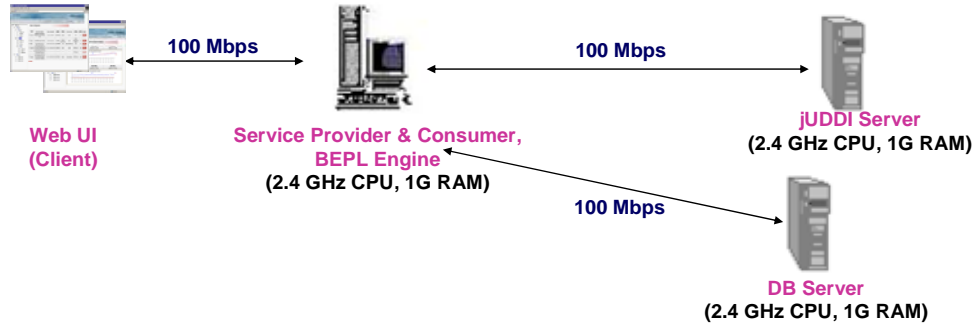 100 Mbps
100 Mbps
Web UI
(Client)
Service Provider & Consumer,
BEPL Engine
(2.4 GHz CPU, 1G RAM)
jUDDI Server
(2.4 GHz CPU, 1G RAM)
100 Mbps
DB Server
(2.4 GHz CPU, 1G RAM)